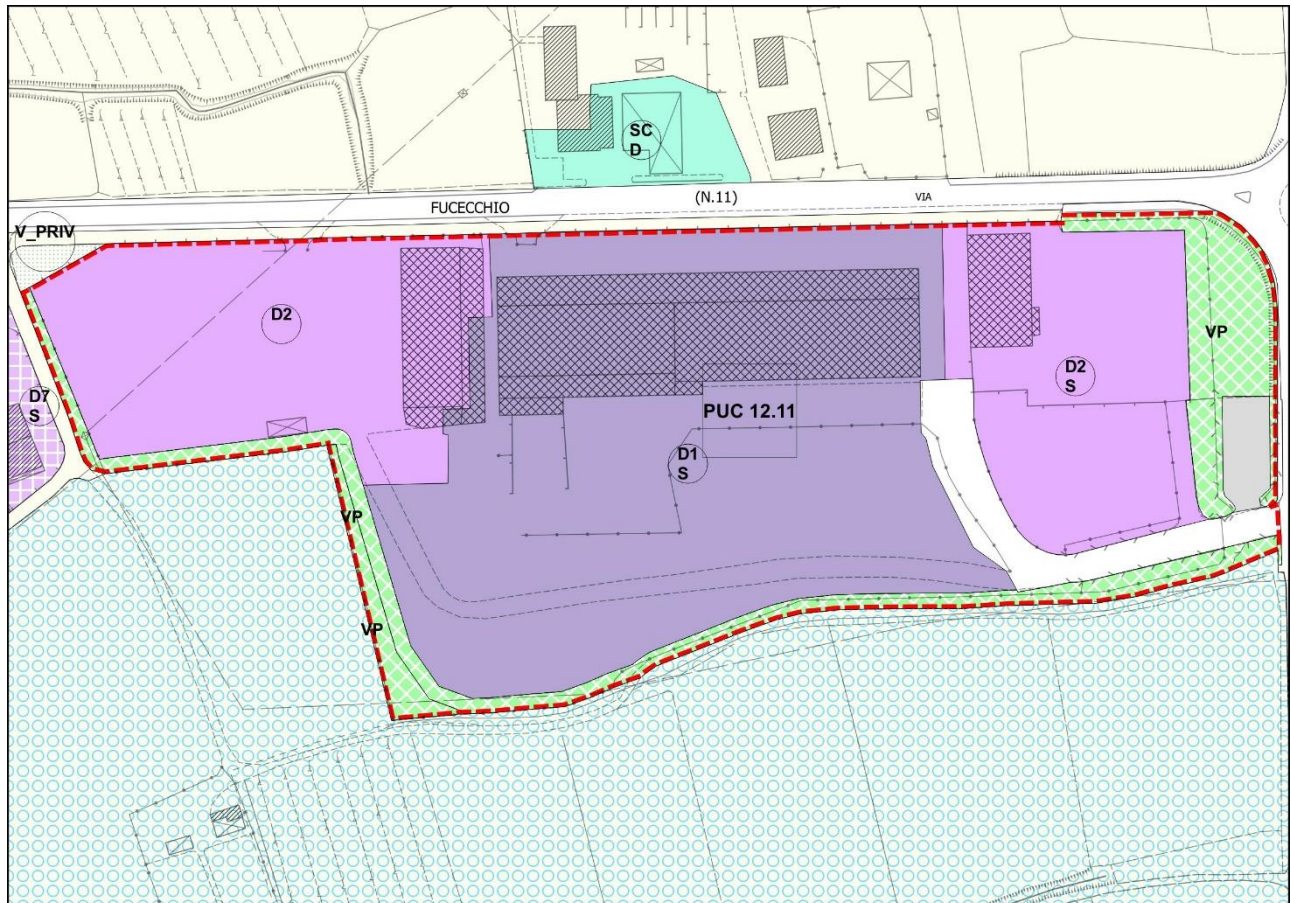 SC
D
FUCECCHIO
(N.11)
VIA
V_PRIV
D2
VP
D2
S
D7
S
PUC 12.11
D1
S
VP
VP